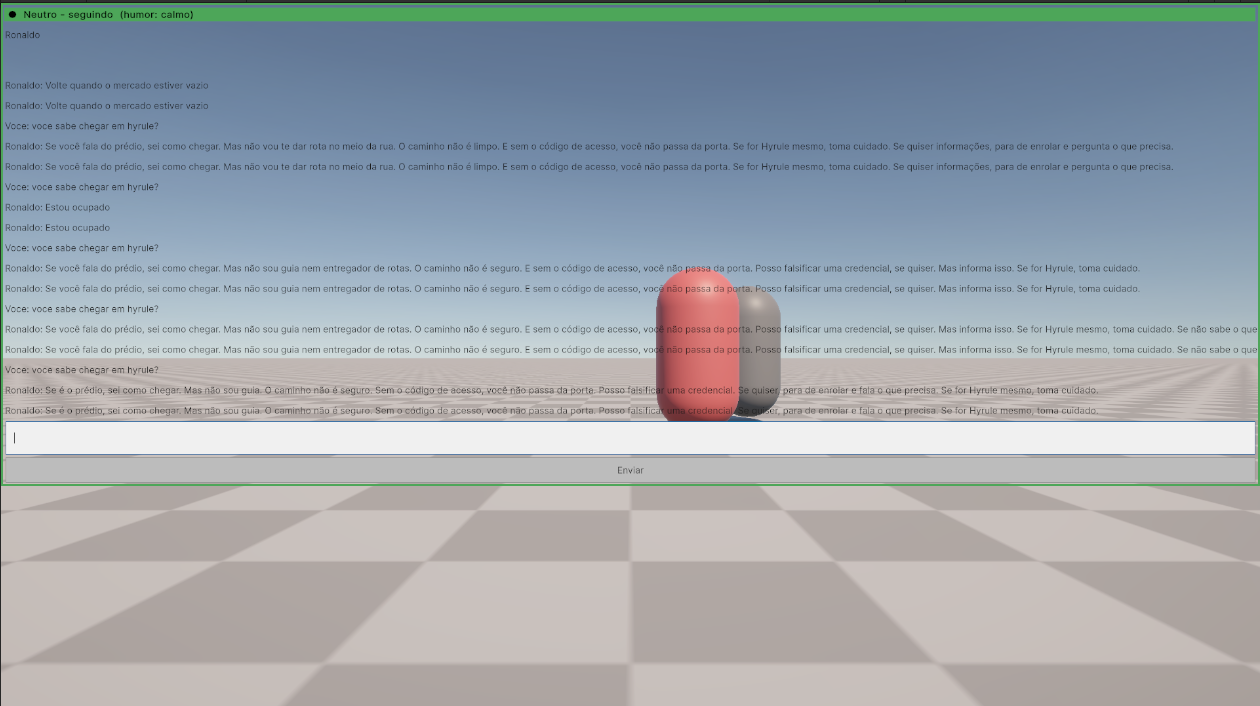 Neutro - seguindo (humor: calmo)
Ronaldo
Ronaldo: Volte quando o mercado estiver vazio
Ronaldo: Volte quando o mercado estiver vazio
Voce: voce sabe chegar em hyrule?
Ronaldo: Se você fala do prédio, sei como chegar. Mas não vou te dar rota no meio da rua. O caminho não é limpo. E sem o código de acesso, você não passa da porta. Se for Hyrule mesmo, toma cuidado. Se quiser informações, para de enrolar e pergunta o que precisa.
Ronaldo: Se você fala do prédio, sei como chegar. Mas não vou te dar rota no meio da rua. O caminho não é limpo. E sem o código de acesso, você não passa da porta. Se for Hyrule mesmo, toma cuidado. Se quiser informações, para de enrolar e pergunta o que precisa.
Voce: voce sabe chegar em hyrule?
Ronaldo: Estou ocupado
Ronaldo: Estou ocupado
Voce: voce sabe chegar em hyrule?
Ronaldo: Se você fala do prédio, sei como chegar. Mas não sou guia nem entregador de rotas. O caminho não é seguro. E sem o código de acesso, você não passa da porta. Posso falsificar uma credencial, se quiser. Mas informa isso. Se for Hyrule, toma cuidado.
Ronaldo: Se você fala do prédio, sei como chegar. Mas não sou guia nem entregador de rotas. O caminho não é seguro. E sem o código de acesso, você não passa da porta. Posso falsificar uma credencial, se quiser. Mas informa isso. Se for Hyrule, toma cuidado.
Voce: voce sabe chegar em hyrule?
Ronaldo: Se você fala do prédio, sei como chegar. Mas não sou guia nem entregador de rotas. O caminho não é seguro. E sem o código de acesso, você não passa da porta. Posso falsificar uma credencial, se quiser. Mas informa isso. Se for Hyrule mesmo, toma cuidado. Se não sabe o que
Ronaldo: Se você fala do prédio, sei como chegar. Mas não sou guia nem entregador de rotas. O caminho não é seguro. E sem o código de acesso, você não passa da porta. Posso falsificar uma credencial, se quiser. Mas informa isso. Se for Hyrule mesmo, toma cuidado. Se não sabe o que
Voce: voce sabe chegar em hyrule?
Ronaldo: Se é o prédio, sei como chegar. Mas não sou guia. O caminho não é seguro. Sem o código de acesso, você não passa da porta. Posso falsificar uma credencial. Se quiser, para de enrolar e fala o que precisa. Se for Hyrule mesmo, toma cuidado.
Ronaldo: Se é o prédio, sei como chegar. Mas não sou guia. O caminho não é seguro. Sem o código de acesso, você não passa da porta. Posso falsificar uma credencial. Se quiser, para de enrolar e fala o que precisa. Se for Hyrule mesmo, toma cuidado.
Enviar